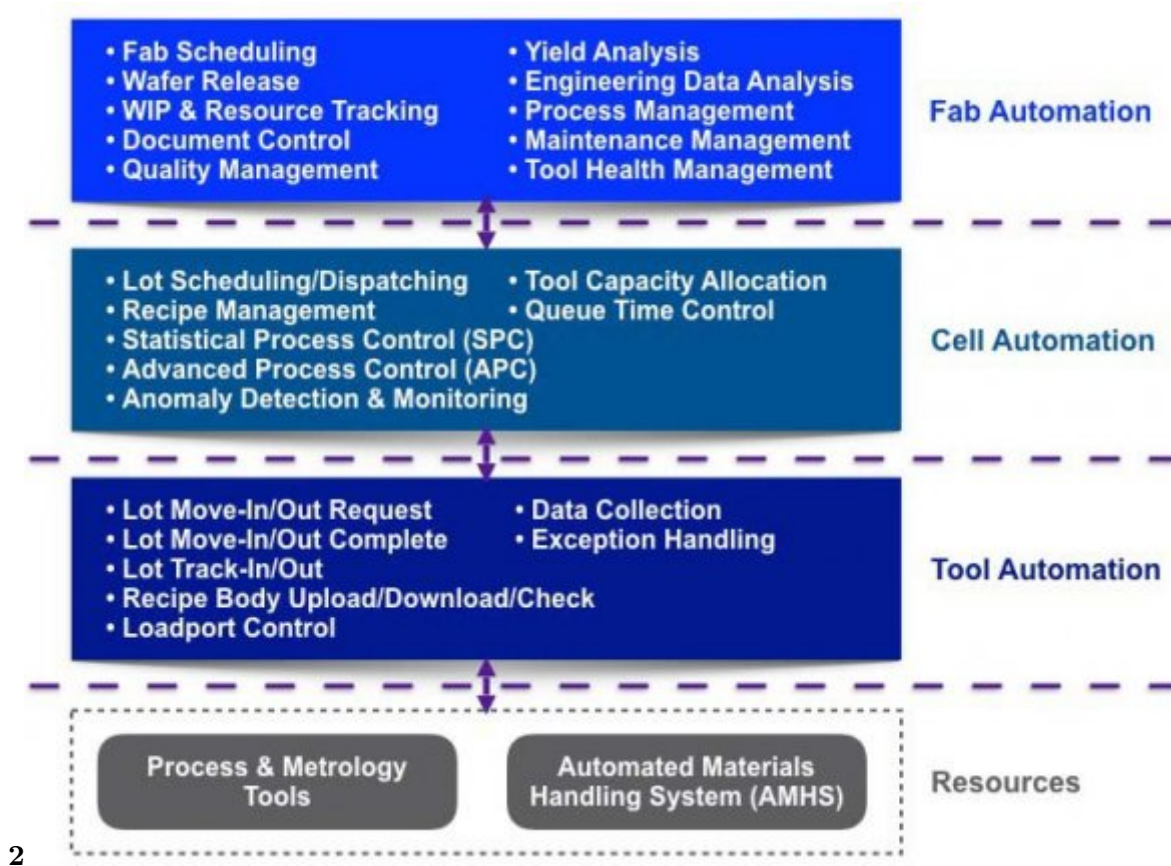 • Fab Scheduling
• Wafer Release
• WIP & Resource Tracking
• Document Control
• Quality Management
• Yield Analysis
• Engineering Data Analysis
• Process Management
• Maintenance Management
• Tool Health Management
Fab Automation
• Lot Scheduling/Dispatching
• Recipe Management
• Statistical Process Control (SPC)
• Advanced Process Control (APC)
• Anomaly Detection & Monitoring
• Tool Capacity Allocation
• Queue Time Control
Cell Automation
• Lot Move-In/Out Request
• Lot Move-In/Out Complete
• Lot Track-In/Out
• Recipe Body Upload/Download/Check
• Loadport Control
• Data Collection
• Exception Handling
Tool Automation
Process & Metrology
Tools
Automated Materials
Handling System (AMHS)
Resources
2